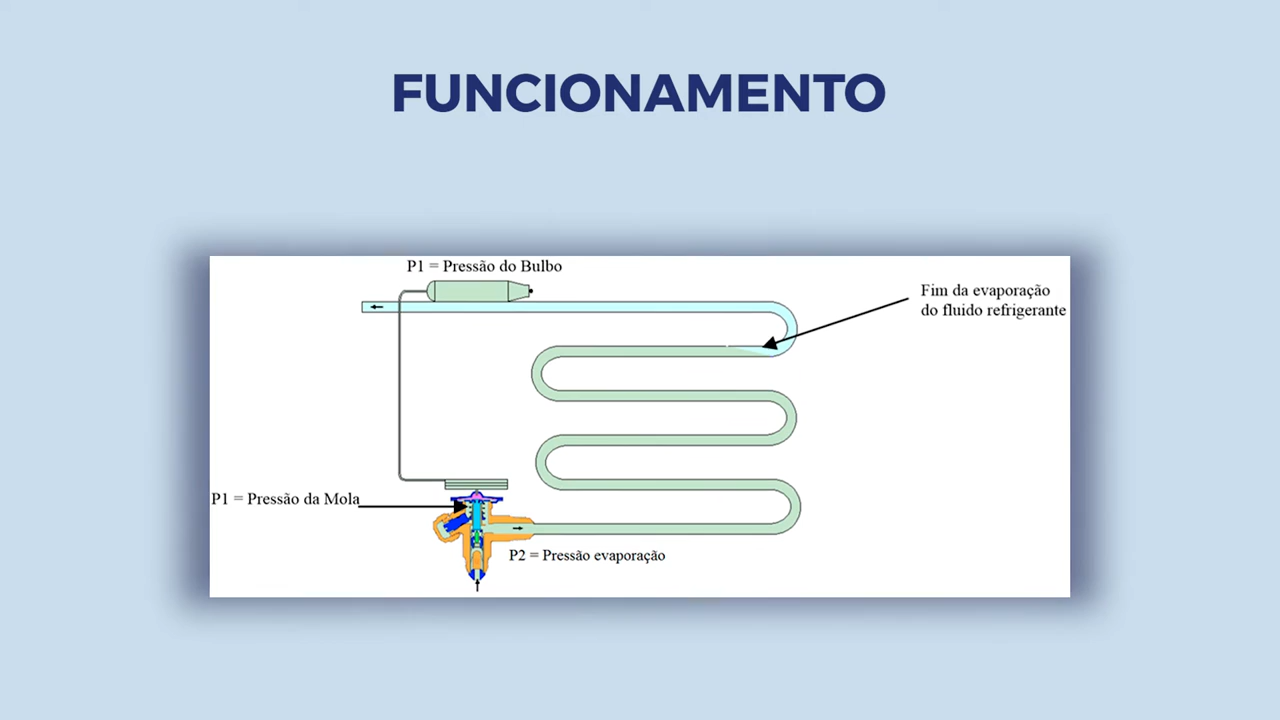 FUNCIONAMENTO
P1 = Pressão do Bulbo
Fim da evaporação
do fluido refrigerante
P1 = Pressão da Mola
P2 = Pressão evaporação